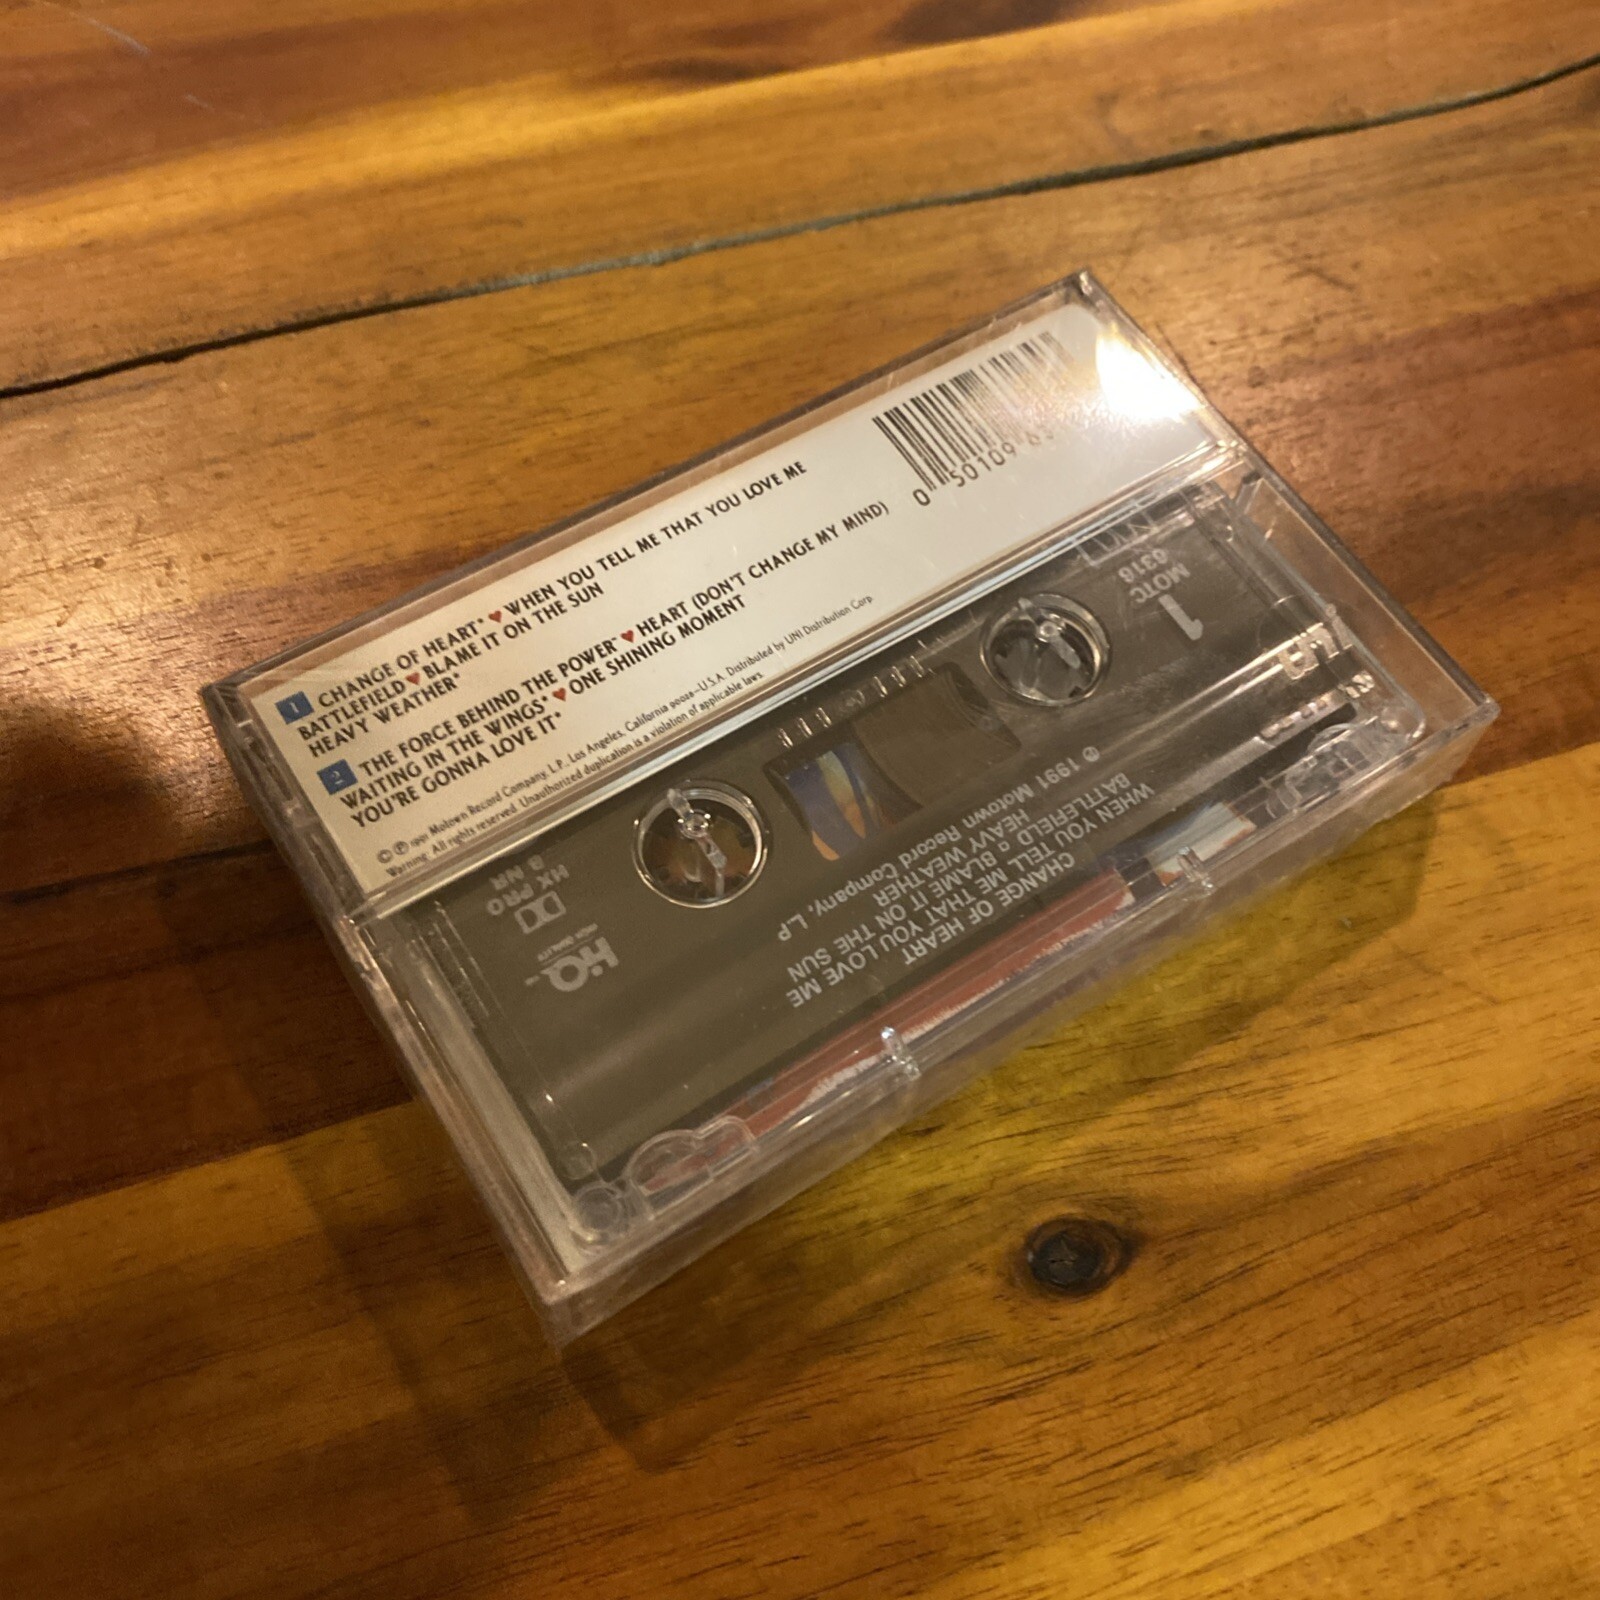 1 CHANGE OF HEART* ♥ WHEN YOU TELL ME THAT YOU LOVE ME
BATTLEFIELD ♥ BLAME IT ON THE SUN
HEAVY WEATHER*
2 THE FORCE BEHIND THE POWER* ♥ HEART (DON'T CHANGE MY MIND)
WAITING IN THE WINGS* ♥ ONE SHINING MOMENT
YOU'RE GONNA LOVE IT*
© ℗ 1991 Motown Record Company, L.P., Los Angeles, California 90028—U.S.A. Distributed by UNI Distribution Corp.
Warning: All rights reserved. Unauthorized duplication is a violation of applicable laws.
0 50109
MOTC
6316
1
CHANGE OF HEART
WHEN YOU TELL ME THAT YOU LOVE ME
BATTLEFIELD BLAME IT ON THE SUN
HEAVY WEATHER
℗ 1991 Motown Record Company, L.P.
HX PRO
B NR
HiQ
HIGH QUALITY